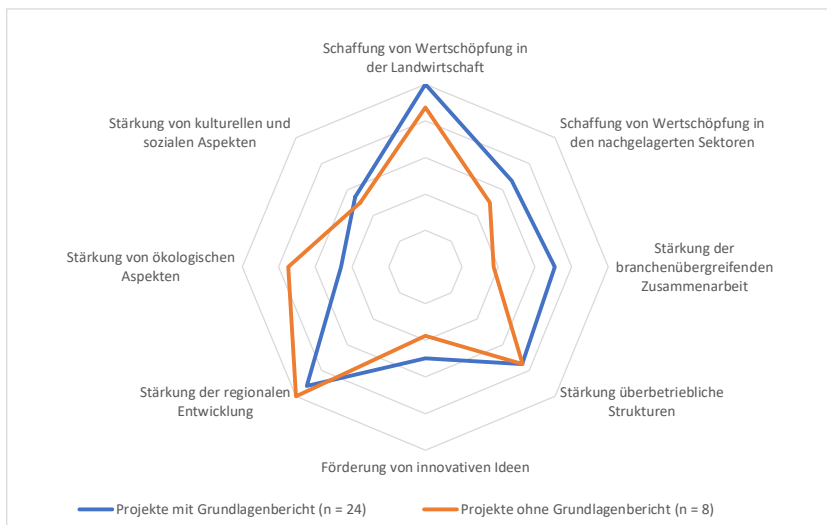 Schaffung von Wertschöpfung in
der Landwirtschaft
Schaffung von Wertschöpfung in
den nachgelagerten Sektoren
Stärkung der
branchenübergreifenden
Zusammenarbeit
Stärkung überbetriebliche
Strukturen
Förderung von innovativen Ideen
Stärkung der regionalen
Entwicklung
Stärkung von ökologischen
Aspekten
Stärkung von kulturellen und
sozialen Aspekten
Projekte mit Grundlagenbericht (n = 24)
Projekte ohne Grundlagenbericht (n = 8)